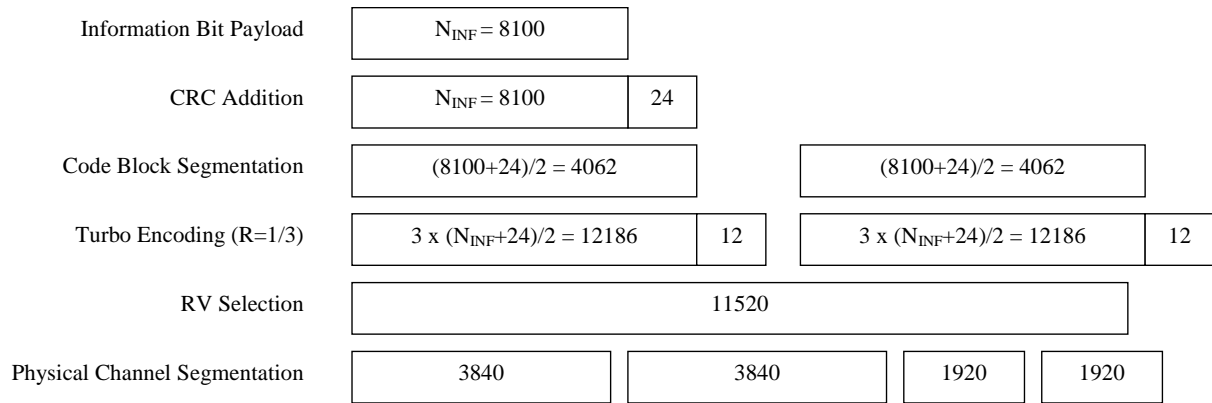 Information Bit Payload N_INF = 8100
CRC Addition N_INF = 8100 24
Code Block Segmentation (8100+24)/2 = 4062 (8100+24)/2 = 4062
Turbo Encoding (R=1/3) 3 x (N_INF+24)/2 = 12186 12 3 x (N_INF+24)/2 = 12186 12
RV Selection 11520
Physical Channel Segmentation 3840 3840 1920 1920